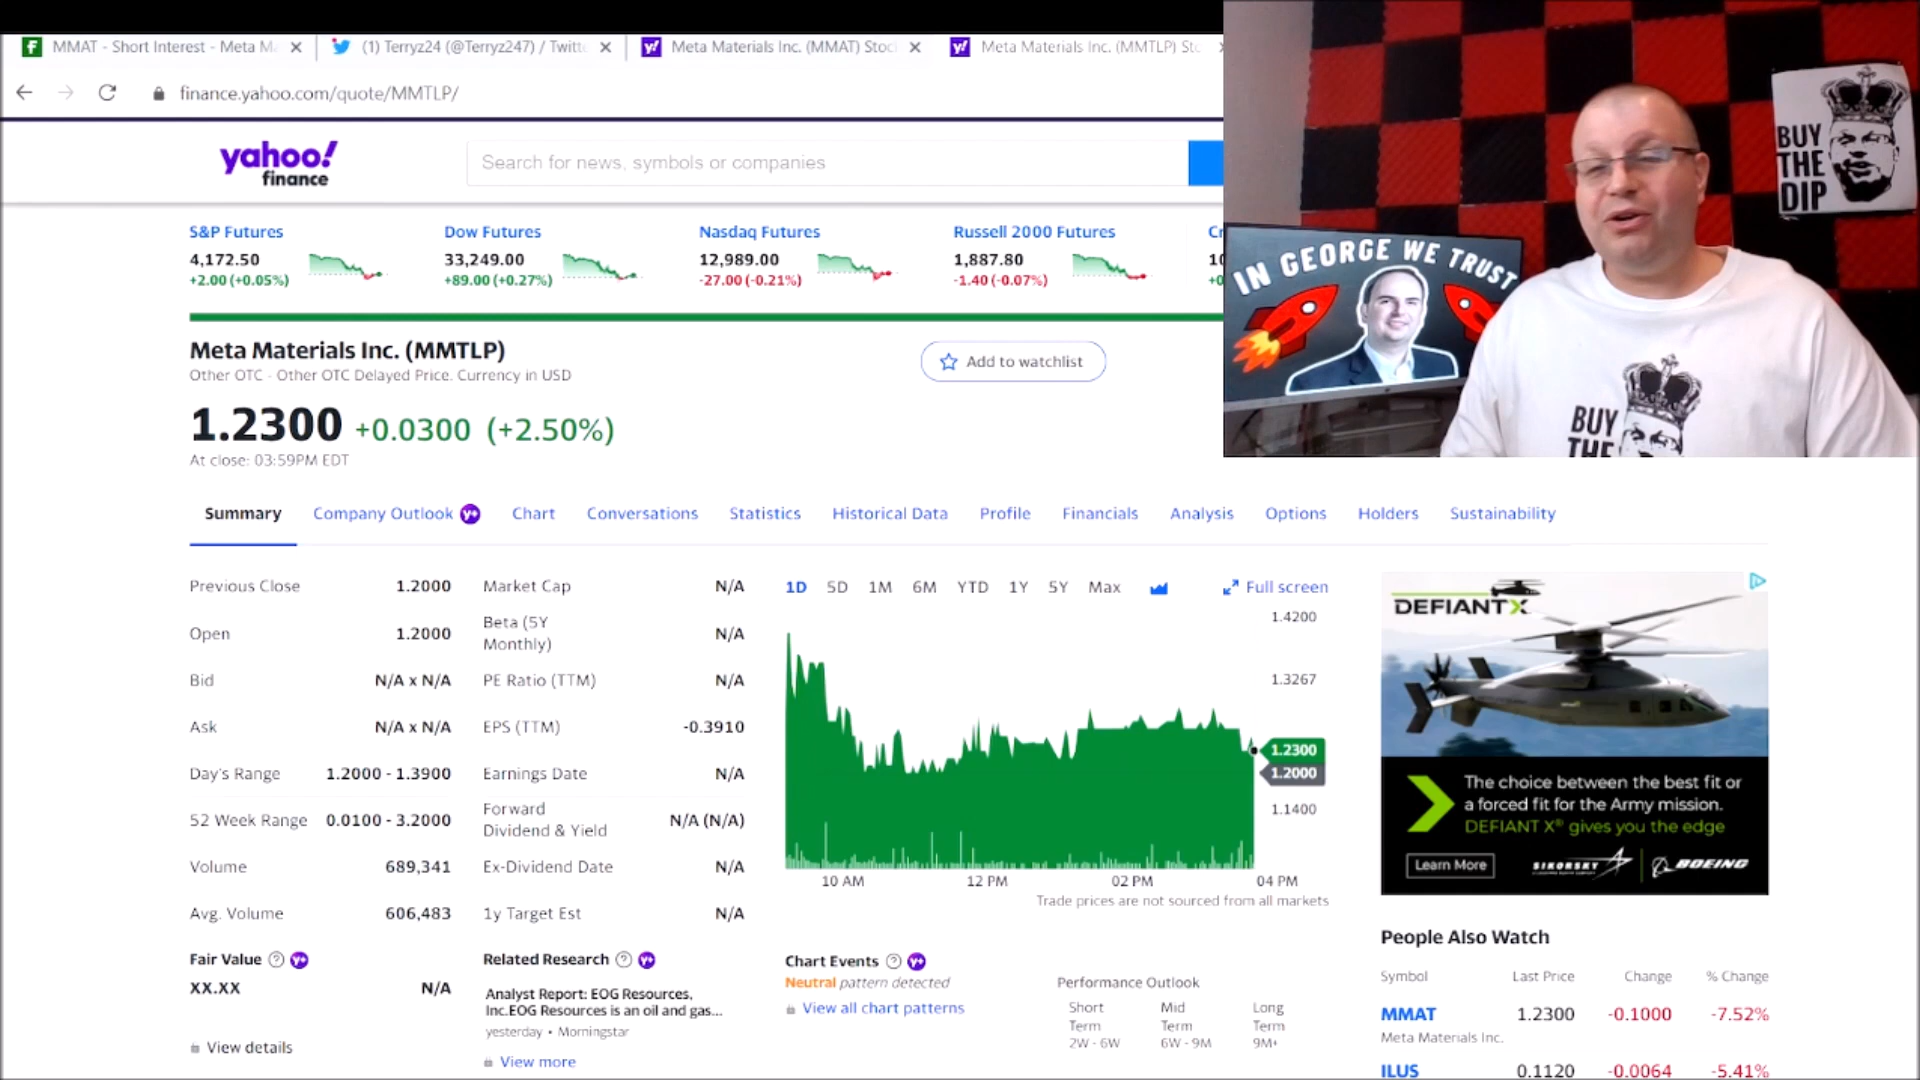 MMAT - Short Interest - Meta M
(1) Terryz24 (@Terryz247) / Twitt
Meta Materials Inc. (MMAT) Stoc
Meta Materials Inc. (MMTLP) Sto
finance.yahoo.com/quote/MMTLP/
yahoo!
finance
Search for news, symbols or companies
BUY
THE
DIP
IN GEORGE WE TRUST
BUY
THE
S&P Futures
4,172.50
+2.00 (+0.05%)
Dow Futures
33,249.00
+89.00 (+0.27%)
Nasdaq Futures
12,989.00
-27.00 (-0.21%)
Russell 2000 Futures
1,887.80
-1.40 (-0.07%)
Cr
10
+0
Meta Materials Inc. (MMTLP)
Other OTC - Other OTC Delayed Price. Currency in USD
Add to watchlist
1.2300 +0.0300 (+2.50%)
At close: 03:59PM EDT
Summary Company Outlook Y+ Chart Conversations Statistics Historical Data Profile Financials Analysis Options Holders Sustainability
Previous Close 1.2000
Open 1.2000
Bid N/A x N/A
Ask N/A x N/A
Day's Range 1.2000 - 1.3900
52 Week Range 0.0100 - 3.2000
Volume 689,341
Avg. Volume 606,483
Market Cap N/A
Beta (5Y
Monthly) N/A
PE Ratio (TTM) N/A
EPS (TTM) -0.3910
Earnings Date N/A
Forward
Dividend & Yield N/A (N/A)
Ex-Dividend Date N/A
1y Target Est N/A
1D 5D 1M 6M YTD 1Y 5Y Max Full screen
1.4200
1.3267
1.2300
1.2000
1.1400
10 AM 12 PM 02 PM 04 PM
Trade prices are not sourced from all markets
DEFIANT X
The choice between the best fit or
a forced fit for the Army mission.
DEFIANT X® gives you the edge
Learn More
SIKORSKY
BOEING
Fair Value ? Y+
XX.XX N/A
View details
Related Research ? Y+
Analyst Report: EOG Resources,
Inc.EOG Resources is an oil and gas...
yesterday • Morningstar
View more
Chart Events ? Y+
Neutral pattern detected
View all chart patterns
Performance Outlook
Short
Term
2W - 6W
Mid
Term
6W - 9M
Long
Term
9M+
People Also Watch
Symbol Last Price Change % Change
MMAT 1.2300 -0.1000 -7.52%
Meta Materials Inc.
ILUS 0.1120 -0.0064 -5.41%